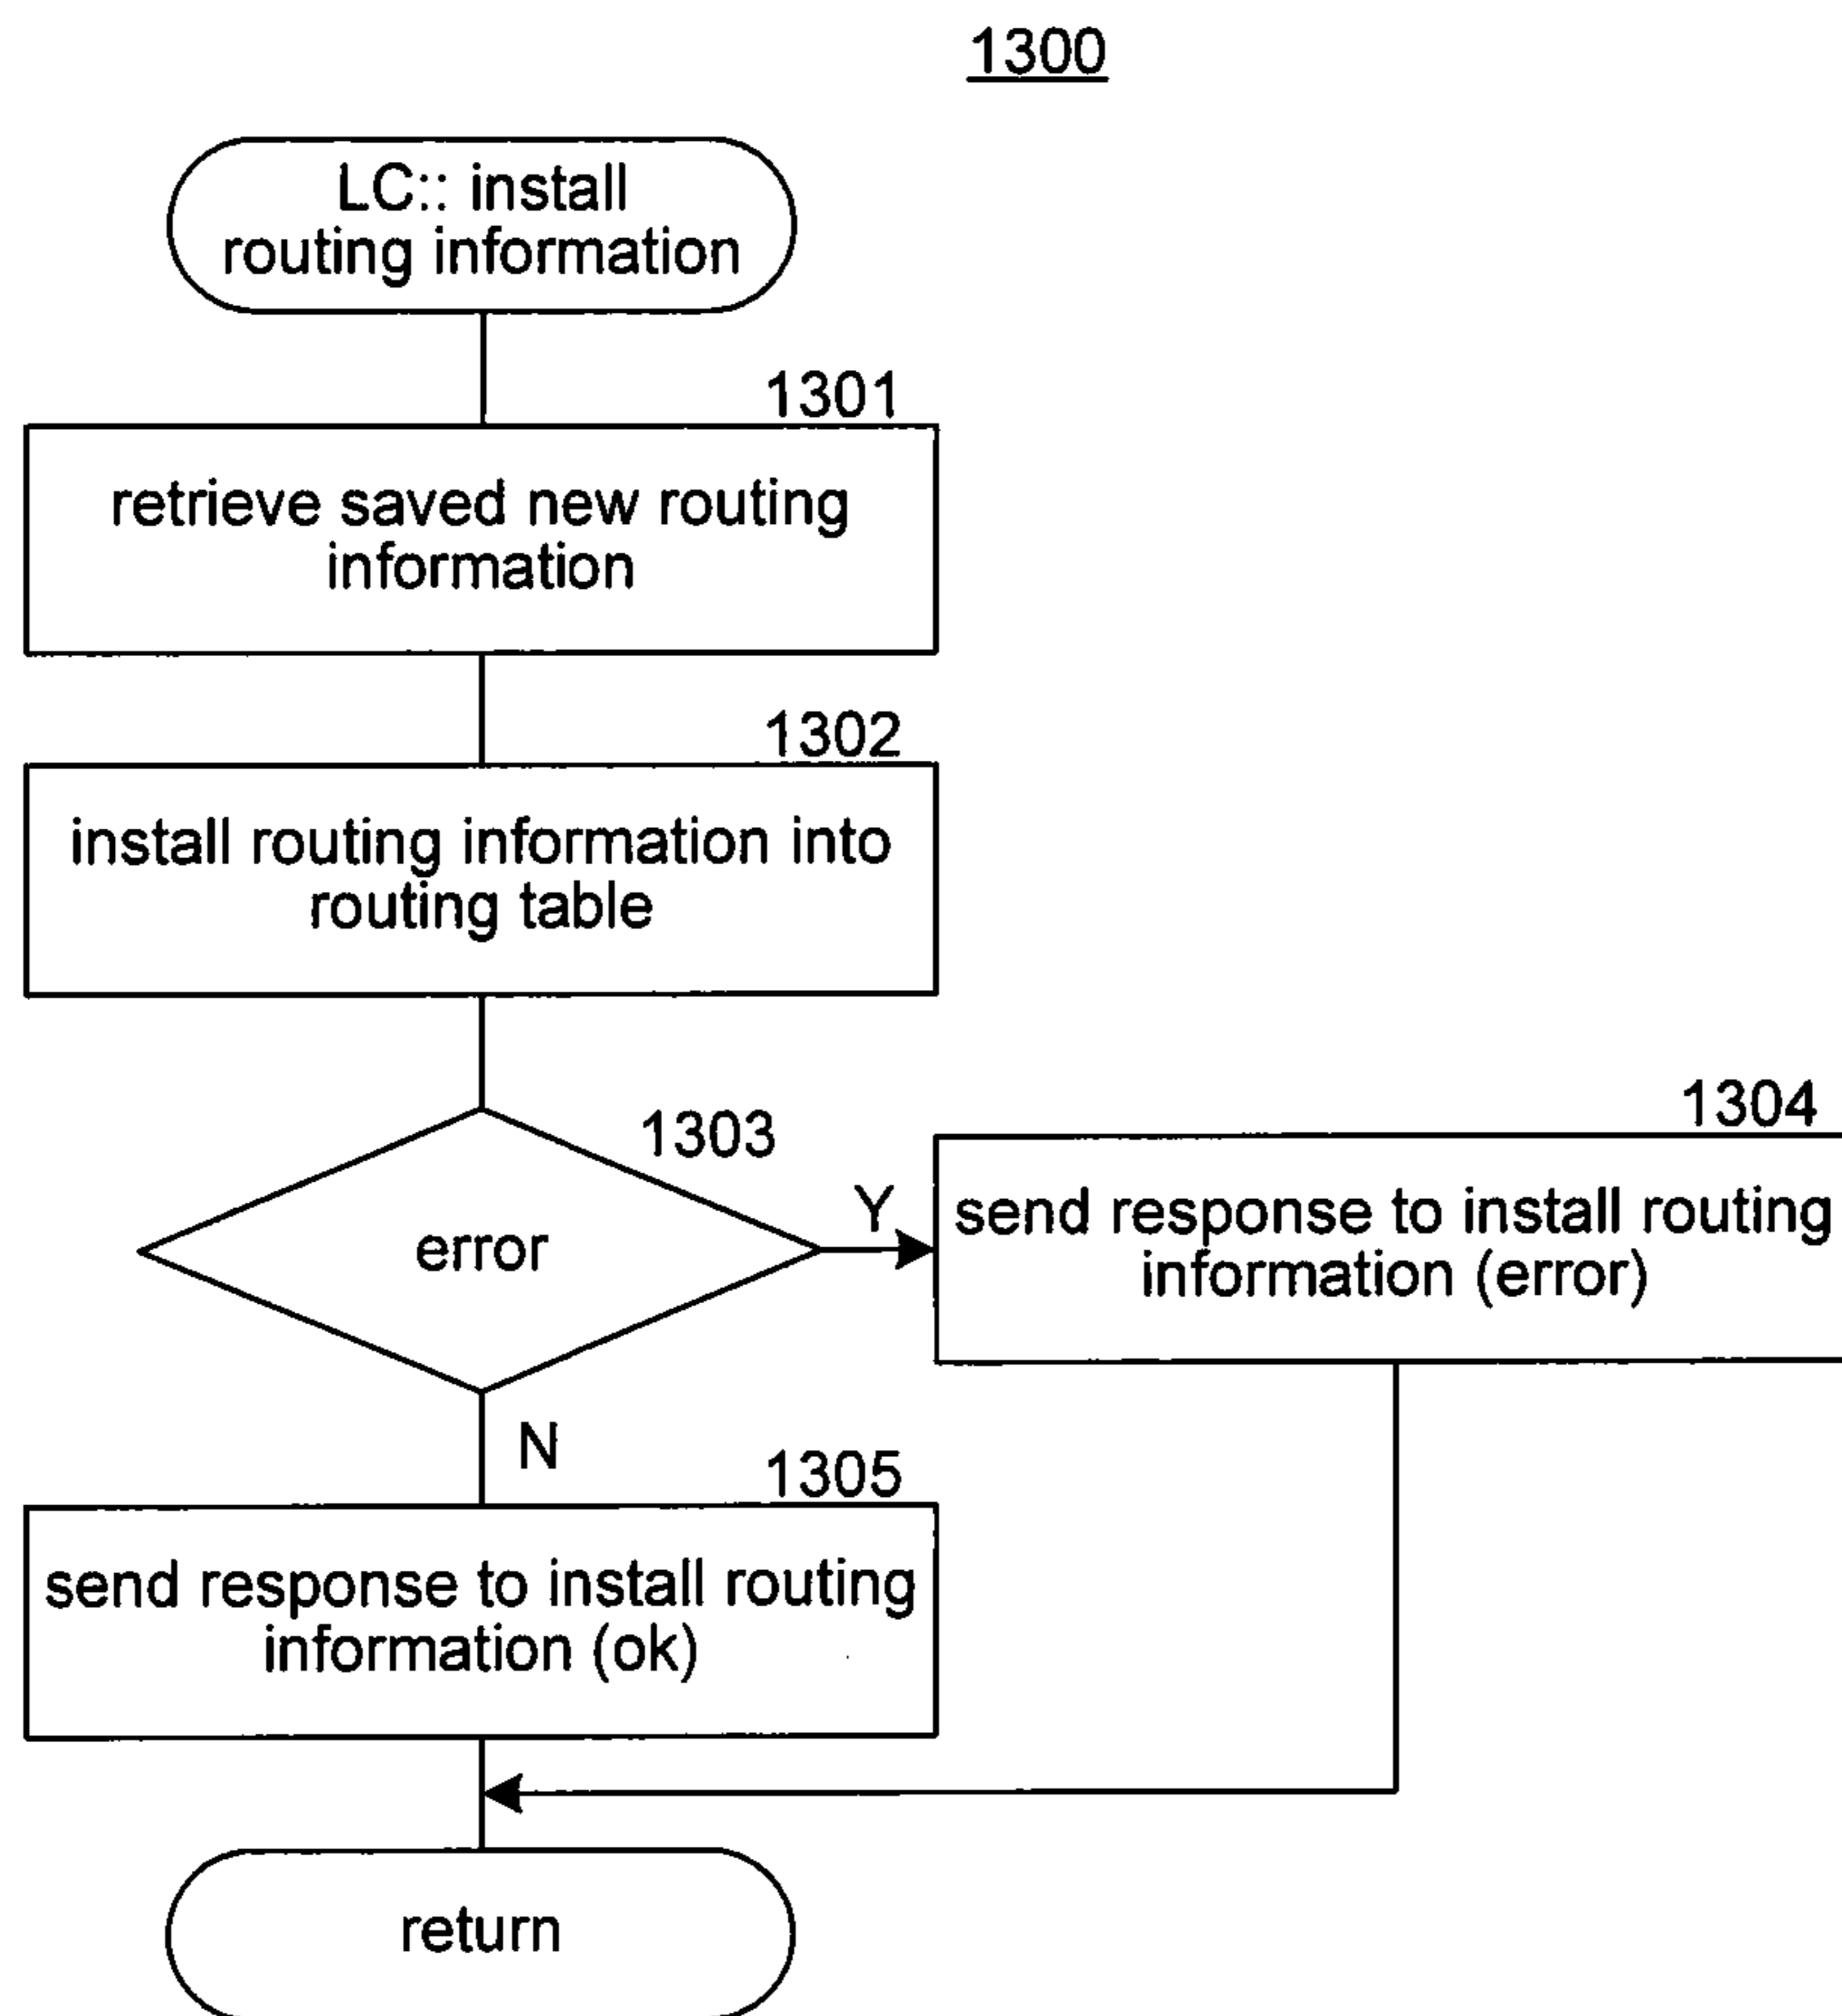 1300
LC:: install
routing information
1301
retrieve saved new routing
information
1302
install routing information into
routing table
1303
error
Y
1304
send response to install routing
information (error)
N
1305
send response to install routing
information (ok)
return